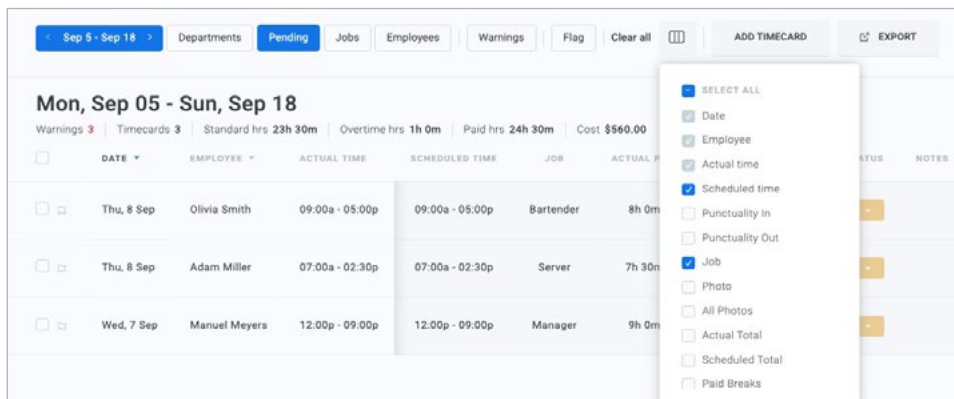 < Sep 5 - Sep 18 > Departments Pending Jobs Employees Warnings Flag Clear all ADD TIMECARD EXPORT
Mon, Sep 05 - Sun, Sep 18
Warnings 3 Timecards 3 Standard hrs 23h 30m Overtime hrs 1h 0m Paid hrs 24h 30m Cost $560.00
DATE EMPLOYEE ACTUAL TIME SCHEDULED TIME JOB ACTUAL NOTES
Thu, 8 Sep Olivia Smith 09:00a - 05:00p 09:00a - 05:00p Bartender 8h 0m
Thu, 8 Sep Adam Miller 07:00a - 02:30p 07:00a - 02:30p Server 7h 30m
Wed, 7 Sep Manuel Meyers 12:00p - 09:00p 12:00p - 09:00p Manager 9h 0m
SELECT ALL
Date
Employee
Actual time
Scheduled time
Punctuality In
Punctuality Out
Job
Photo
All Photos
Actual Total
Scheduled Total
Paid Breaks